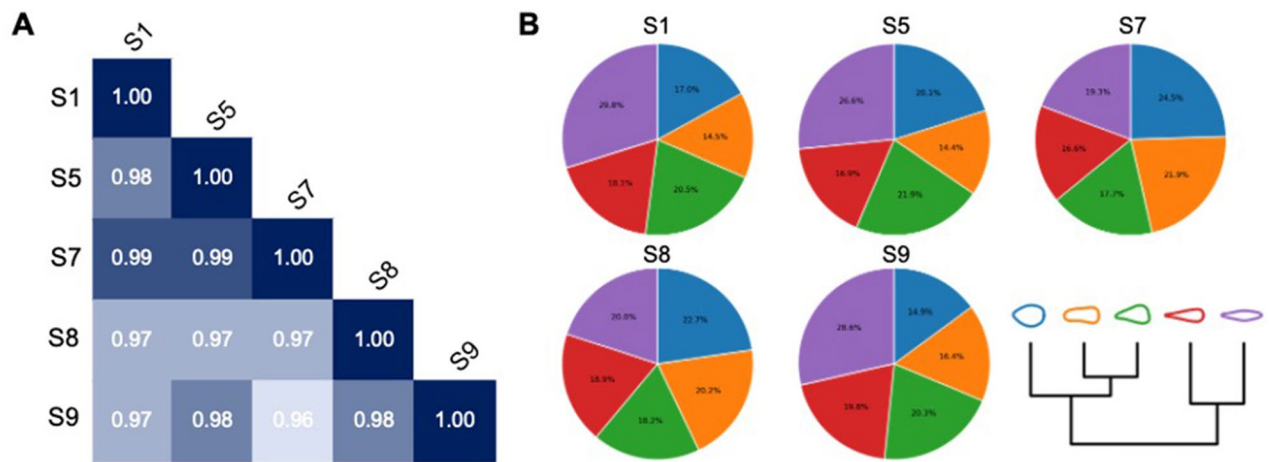 A
S1
S1 1.00
S5
S5 0.98 1.00
S7
S7 0.99 0.99 1.00
S8
S8 0.97 0.97 0.97 1.00
S9
S9 0.97 0.98 0.96 0.98 1.00
B
S1
17.0%
14.5%
20.5%
29.8%
S5
14.4%
21.9%
16.9%
26.6%
S7
24.5%
21.9%
17.7%
16.6%
19.3%
S8
22.7%
20.2%
18.2%
18.9%
S9
14.9%
16.4%
20.3%
19.8%
28.6%